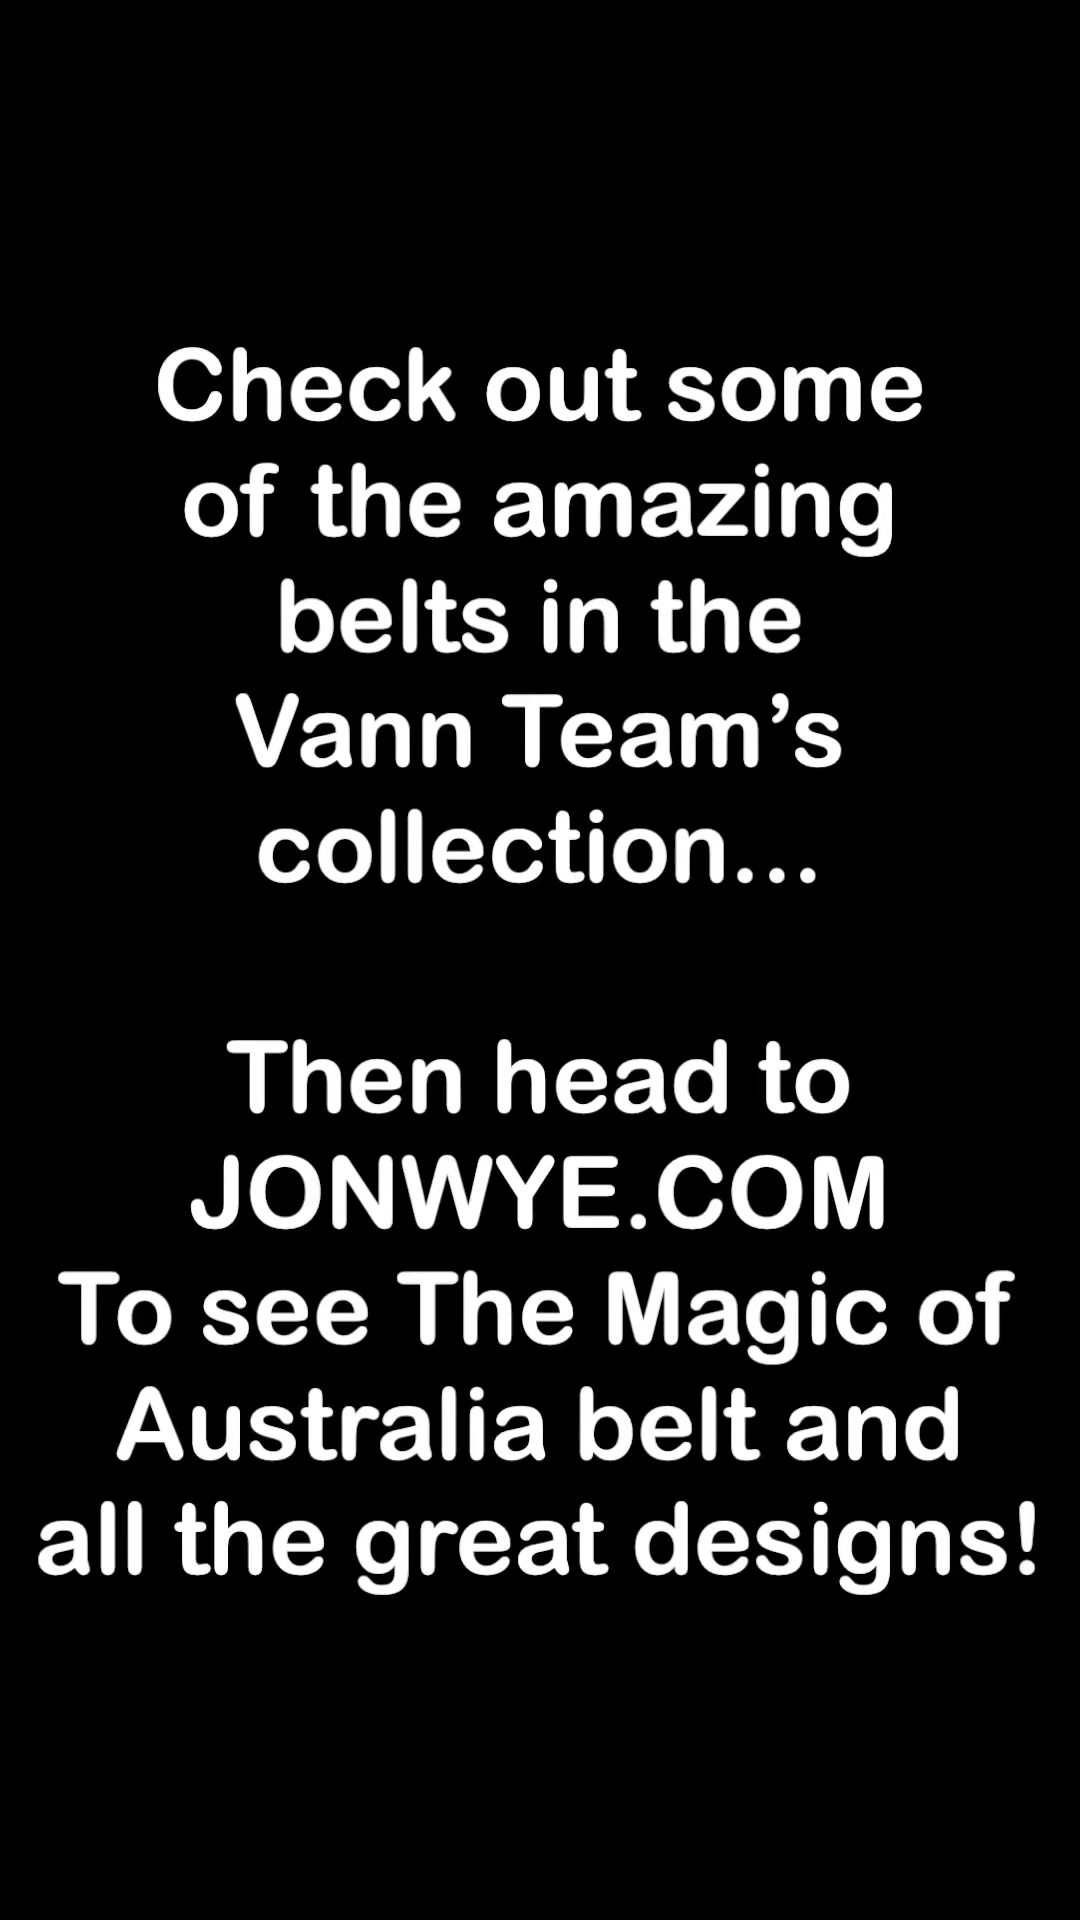 Check out some
of the amazing
belts in the
Vann Team’s
collection...
Then head to
JONWYE.COM
To see The Magic of
Australia belt and
all the great designs!